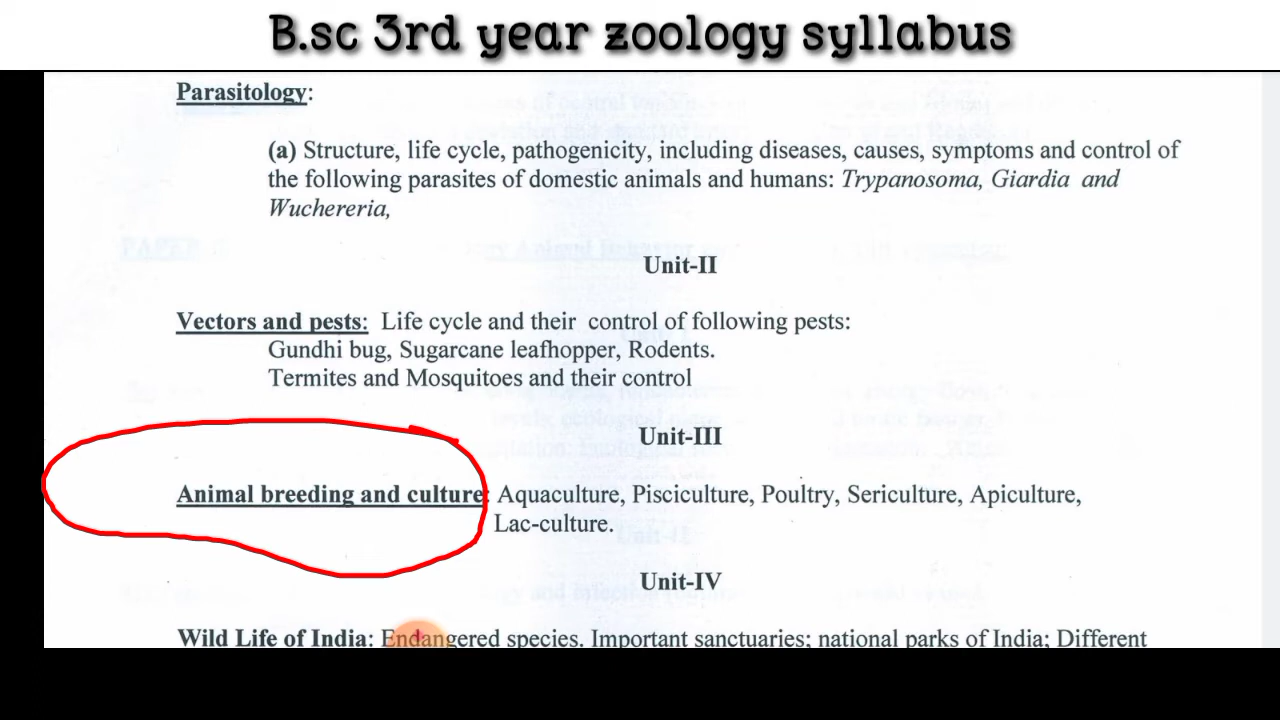 B.sc 3rd year zoology syllabus
Parasitology:
(a) Structure, life cycle, pathogenicity, including diseases, causes, symptoms and control of
the following parasites of domestic animals and humans: Trypanosoma, Giardia and
Wuchereria,
Unit-II
Vectors and pests: Life cycle and their control of following pests:
Gundhi bug, Sugarcane leafhopper, Rodents.
Termites and Mosquitoes and their control
Unit-III
Animal breeding and culture: Aquaculture, Pisciculture, Poultry, Sericulture, Apiculture,
Lac-culture.
Unit-IV
Wild Life of India: Endangered species. Important sanctuaries; national parks of India; Different